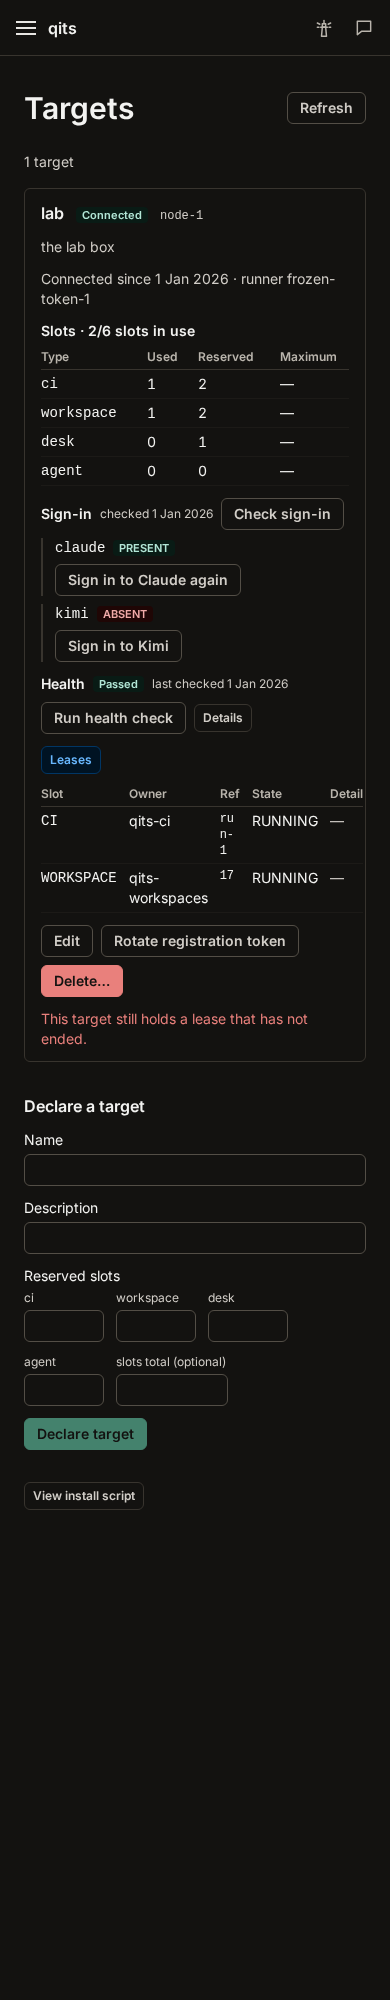 qits
Targets
Refresh
1 target
lab Connected node-1
the lab box
Connected since 1 Jan 2026 · runner frozen-
token-1
Slots · 2/6 slots in use
Type Used Reserved Maximum
ci 1 2 —
workspace 1 2 —
desk 0 1 —
agent 0 0 —
Sign-in checked 1 Jan 2026 Check sign-in
claude PRESENT
Sign in to Claude again
kimi ABSENT
Sign in to Kimi
Health Passed last checked 1 Jan 2026
Run health check Details
Leases
Slot Owner Ref State Detail
CI qits-ci ru RUNNING —
n-
1
WORKSPACE qits- 17 RUNNING —
workspaces
Edit Rotate registration token
Delete...
This target still holds a lease that has not
ended.
Declare a target
Name
Description
Reserved slots
ci workspace desk
agent slots total (optional)
Declare target
View install script